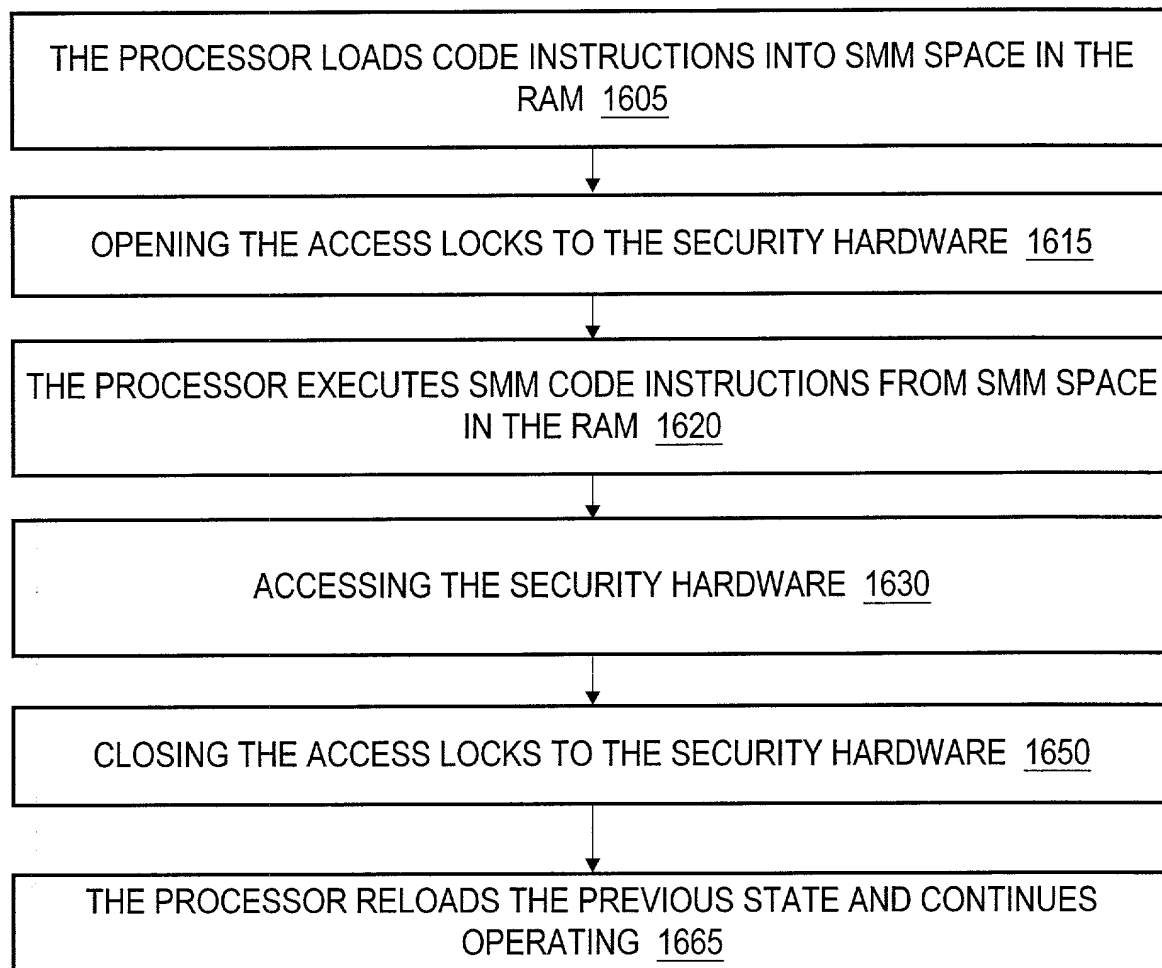 THE PROCESSOR LOADS CODE INSTRUCTIONS INTO SMM SPACE IN THE
RAM 1605
OPENING THE ACCESS LOCKS TO THE SECURITY HARDWARE 1615
THE PROCESSOR EXECUTES SMM CODE INSTRUCTIONS FROM SMM SPACE
IN THE RAM 1620
ACCESSING THE SECURITY HARDWARE 1630
CLOSING THE ACCESS LOCKS TO THE SECURITY HARDWARE 1650
THE PROCESSOR RELOADS THE PREVIOUS STATE AND CONTINUES
OPERATING 1665